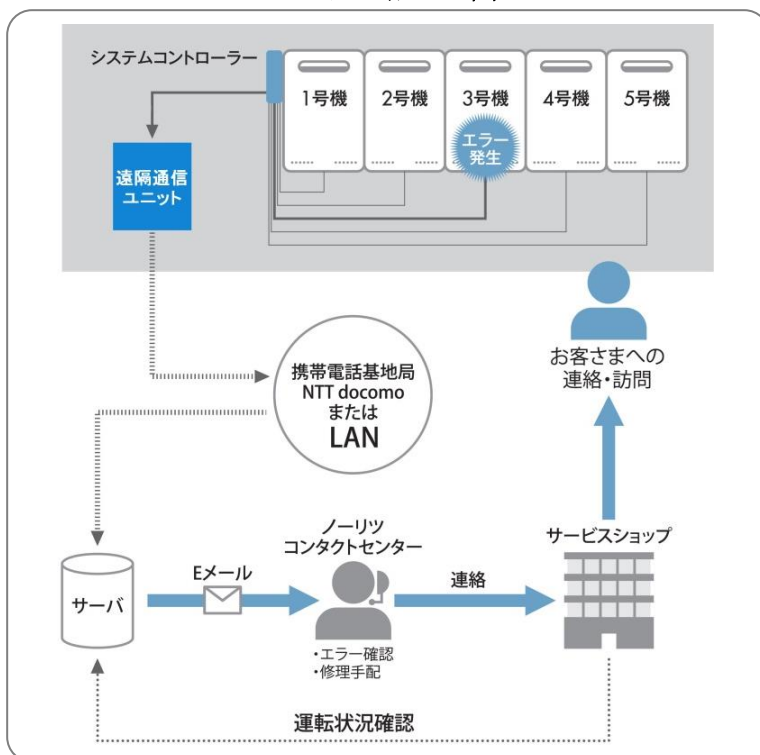 システムコントローラー
1号機
2号機
3号機
4号機
5号機
エラー
発生
遠隔通信
ユニット
携帯電話基地局
NTT docomo
または
LAN
お客さまへの
連絡・訪問
サーバ
Eメール
ノーリツ
コンタクトセンター
・エラー確認
・修理手配
連絡
サービスショップ
運転状況確認